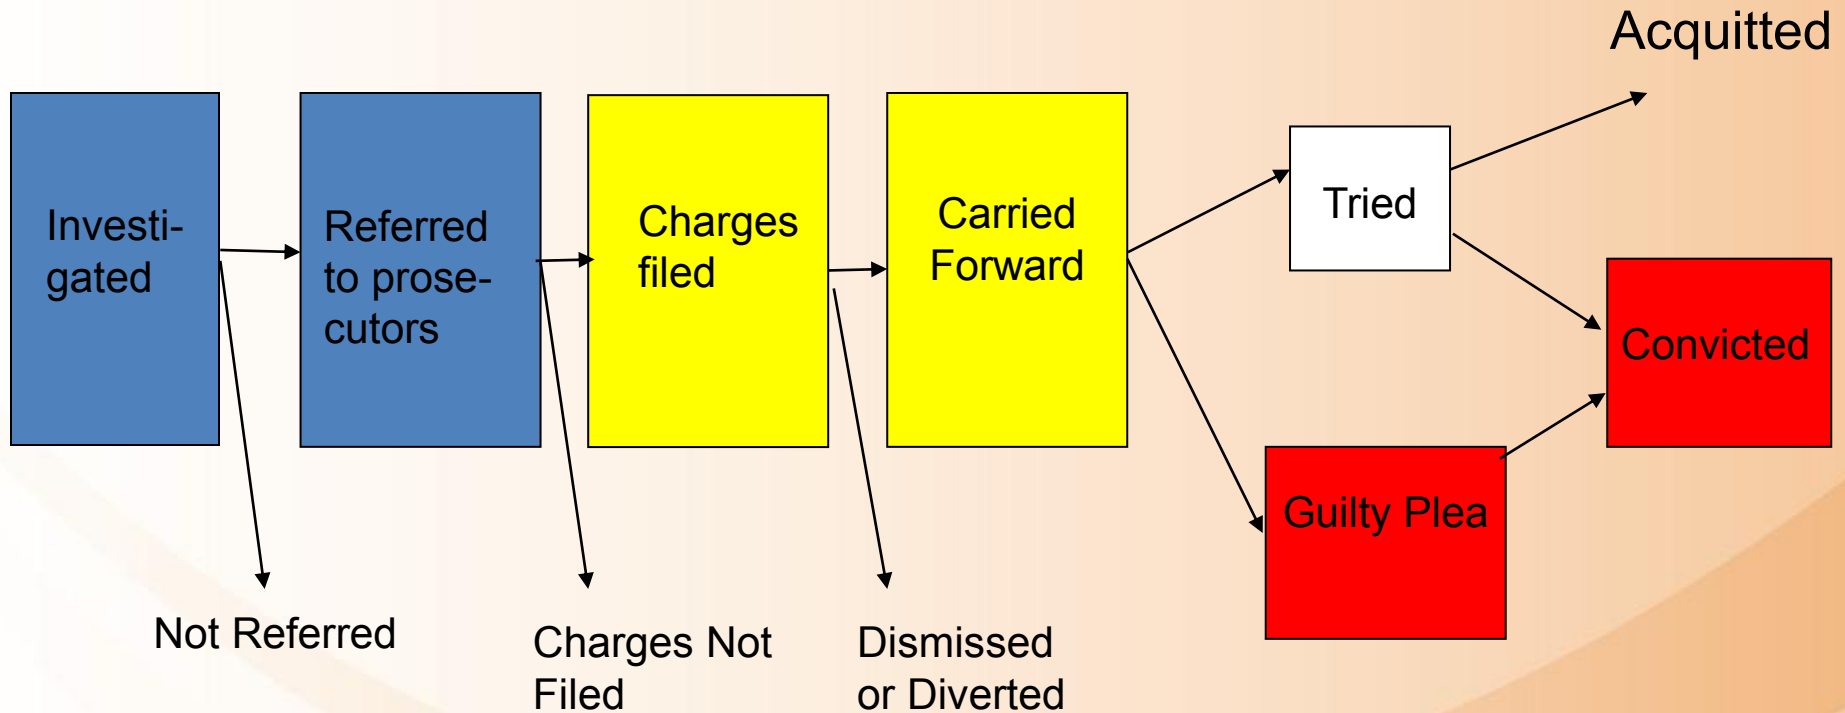 Acquitted
Investi-
gated
Referred
to prose-
cutors
Charges
filed
Carried
Forward
Tried
Convicted
Guilty Plea
Not Referred
Charges Not
Filed
Dismissed
or Diverted